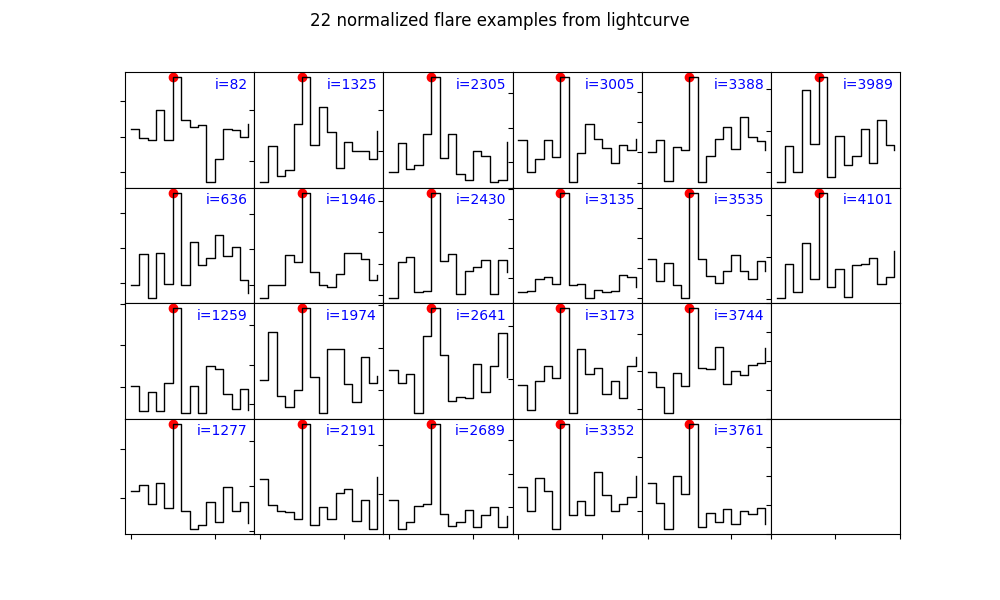 22 normalized flare examples from lightcurve
i=82
i=1325
i=2305
i=3005
i=3388
i=3989
i=636
i=1946
i=2430
i=3135
i=3535
i=4101
i=1259
i=1974
i=2641
i=3173
i=3744
i=1277
i=2191
i=2689
i=3352
i=3761